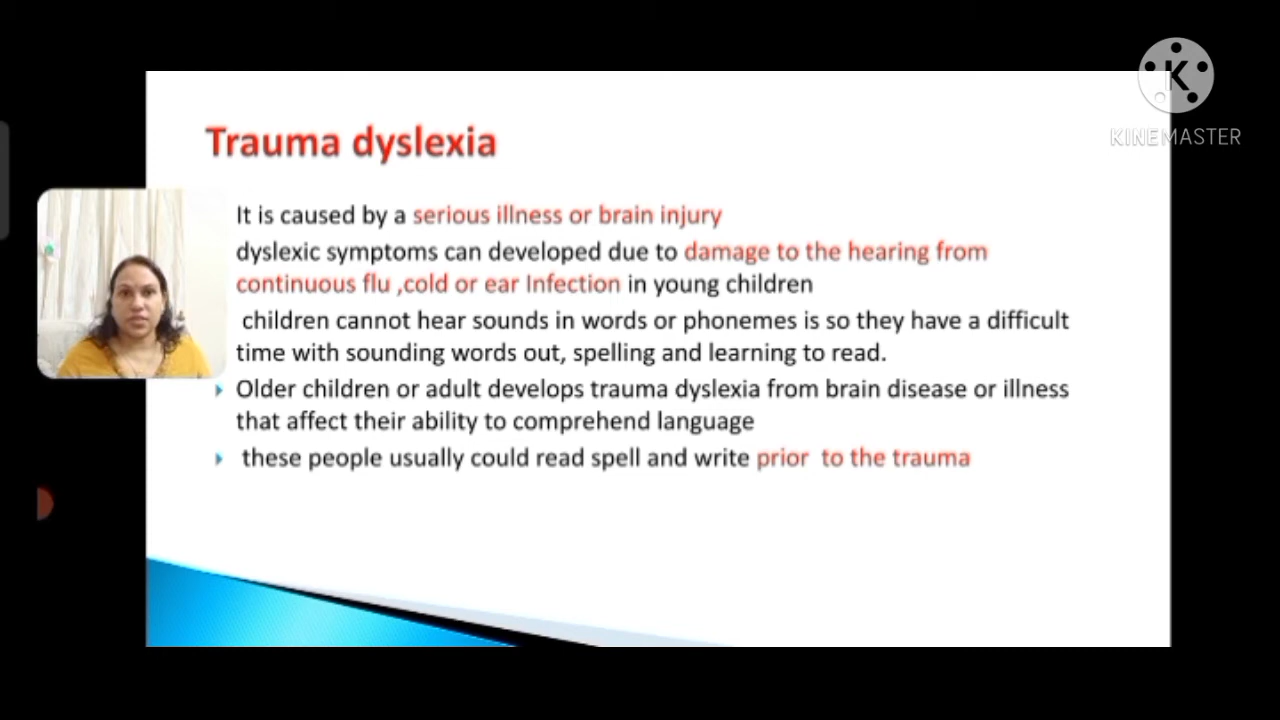 Trauma dyslexia
It is caused by a serious illness or brain injury
dyslexic symptoms can developed due to damage to the hearing from
continuous flu ,cold or ear Infection in young children
children cannot hear sounds in words or phonemes is so they have a difficult
time with sounding words out, spelling and learning to read.
Older children or adult develops trauma dyslexia from brain disease or illness
that affect their ability to comprehend language
these people usually could read spell and write prior to the trauma
K
KINEMASTER